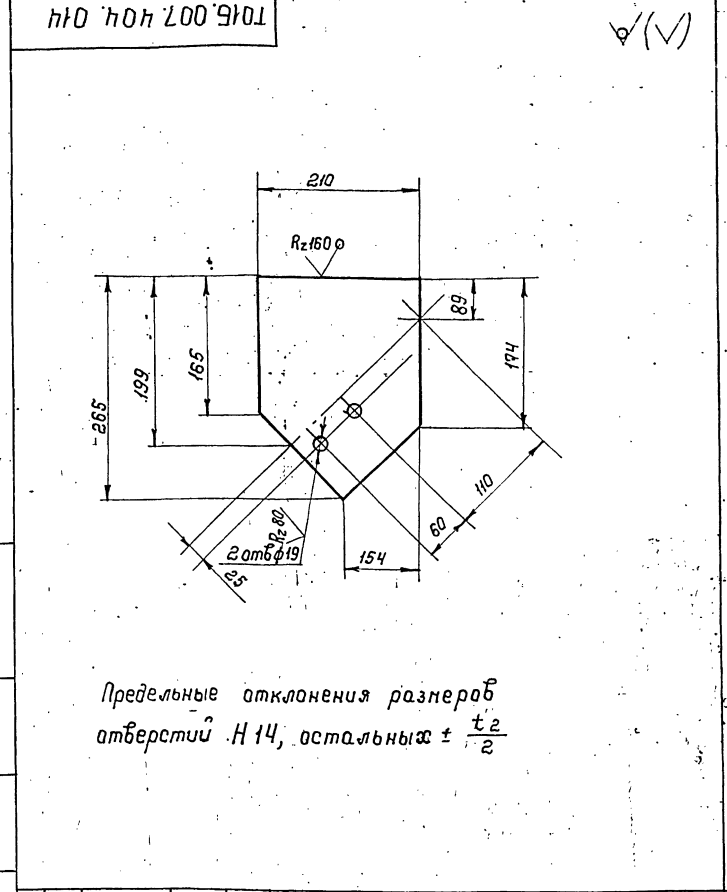 Т016.007.404.014
√(√)
210
Rz160
89
174
165
199
265
110
60
25
154
Rz80
2 отв ф19
Предельные отклонения размеров
отверстий H14, остальных ± t2/2